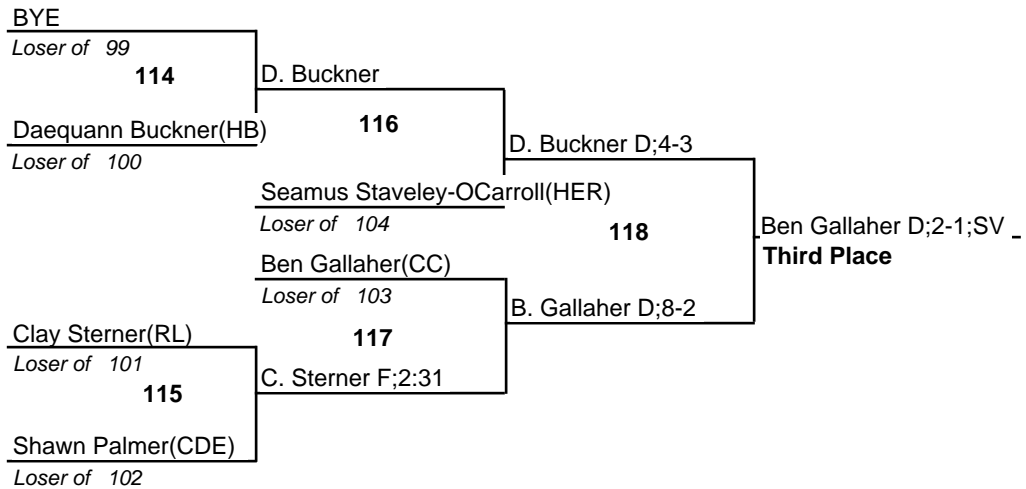 BYE
Loser of 99
114
D. Buckner
116
Daequann Buckner(HB)
D. Buckner D;4-3
Loser of 100
Seamus Staveley-OCarroll(HER)
Loser of 104
118
Ben Gallaher D;2-1;SV
Third Place
Ben Gallaher(CC)
Loser of 103
B. Gallaher D;8-2
Clay Sterner(RL)
117
Loser of 101
C. Sterner F;2:31
115
Shawn Palmer(CDE)
Loser of 102